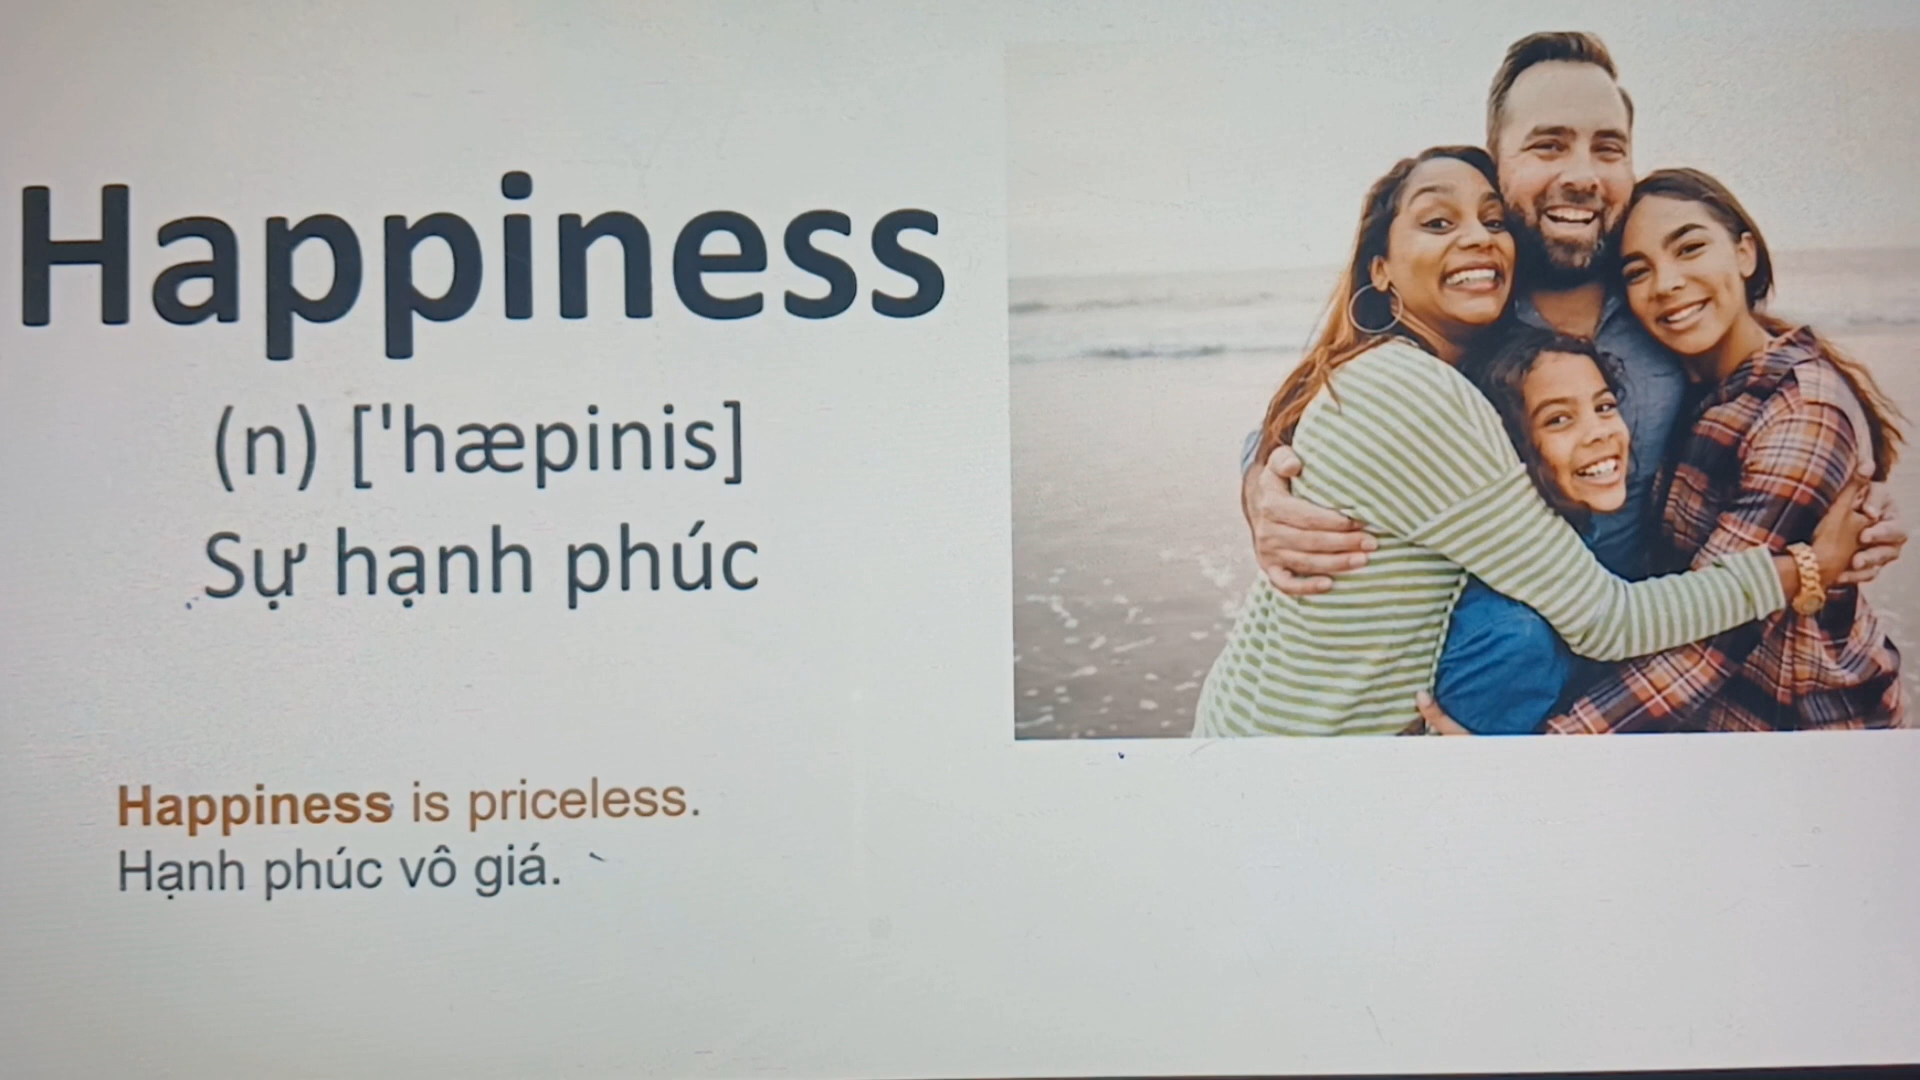 Happiness
(n) ['hæpinis]
Sự hạnh phúc
Happiness is priceless.
Hạnh phúc vô giá.